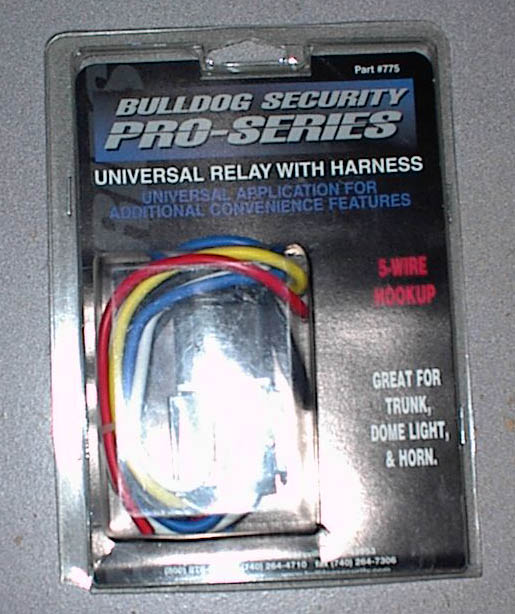 Part #775
BULLDOG SECURITY
PRO-SERIES
UNIVERSAL RELAY WITH HARNESS
UNIVERSAL APPLICATION FOR
ADDITIONAL CONVENIENCE FEATURES
5-WIRE
HOOKUP
GREAT FOR
TRUNK,
DOME LIGHT,
& HORN.
(740) 264-4710 fax (740) 264-7306